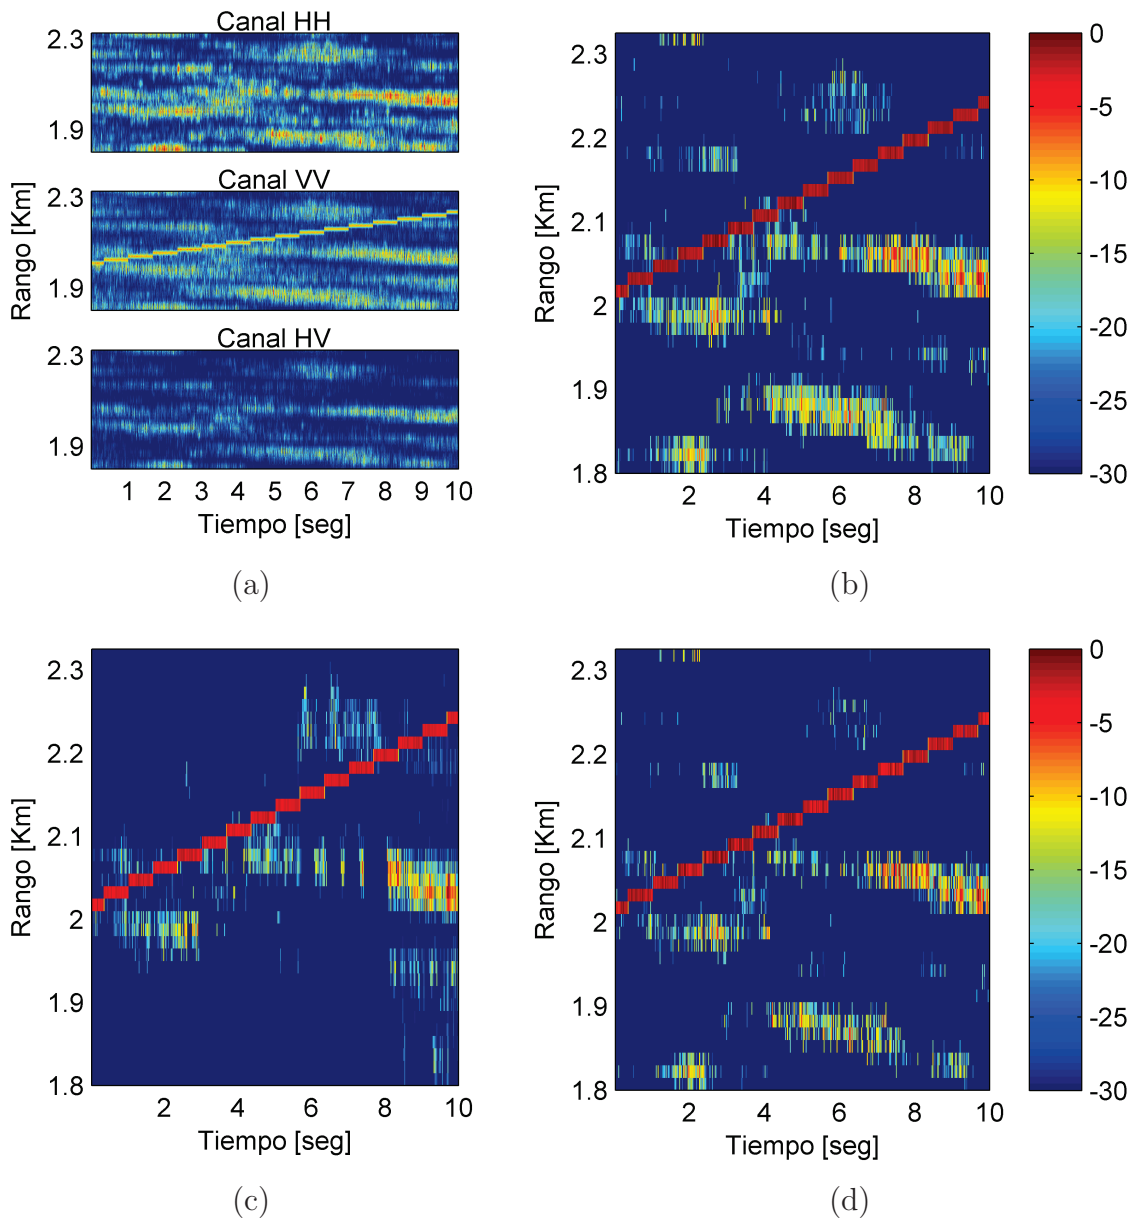 Canal HH
2.3
1.9
Canal VV
2.3
1.9
Canal HV
2.3
1.9
1 2 3 4 5 6 7 8 9 10
Tiempo [seg]
Rango [Km]
(a)
2.3
2.2
2.1
2
1.9
1.8
2 4 6 8 10
Tiempo [seg]
Rango [Km]
0
-5
-10
-15
-20
-25
-30
(b)
2.3
2.2
2.1
2
1.9
1.8
2 4 6 8 10
Tiempo [seg]
Rango [Km]
(c)
2.3
2.2
2.1
2
1.9
1.8
2 4 6 8 10
Tiempo [seg]
Rango [Km]
0
-5
-10
-15
-20
-25
-30
(d)